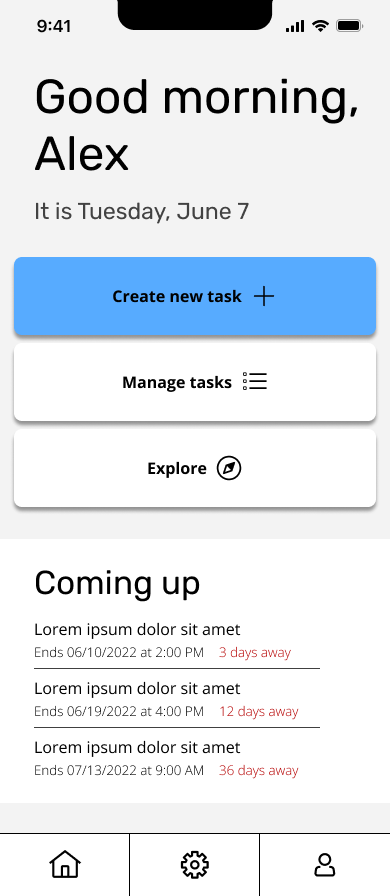 9:41
Good morning,
Alex
It is Tuesday, June 7
Create new task
Manage tasks
Explore
Coming up
Lorem ipsum dolor sit amet
Ends 06/10/2022 at 2:00 PM 3 days away
Lorem ipsum dolor sit amet
Ends 06/19/2022 at 4:00 PM 12 days away
Lorem ipsum dolor sit amet
Ends 07/13/2022 at 9:00 AM 36 days away